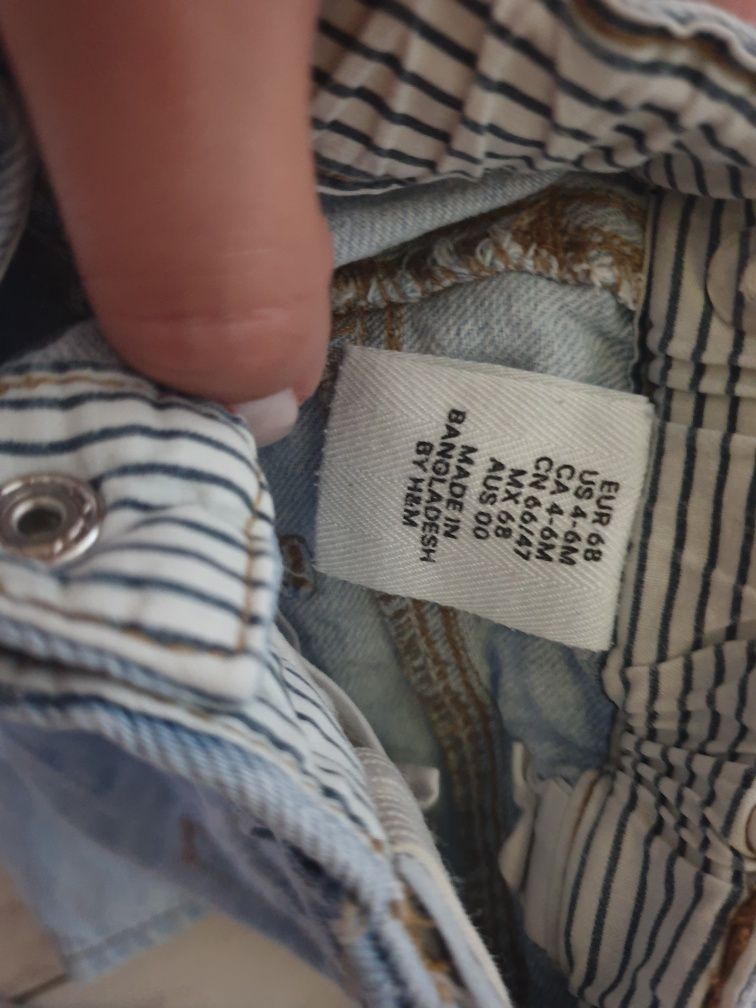 EUR 68
US 4-6M
CA 4-6M
CN 66/47
MX 68
AUS 00
MADE IN
BANGLADESH
BY H&M